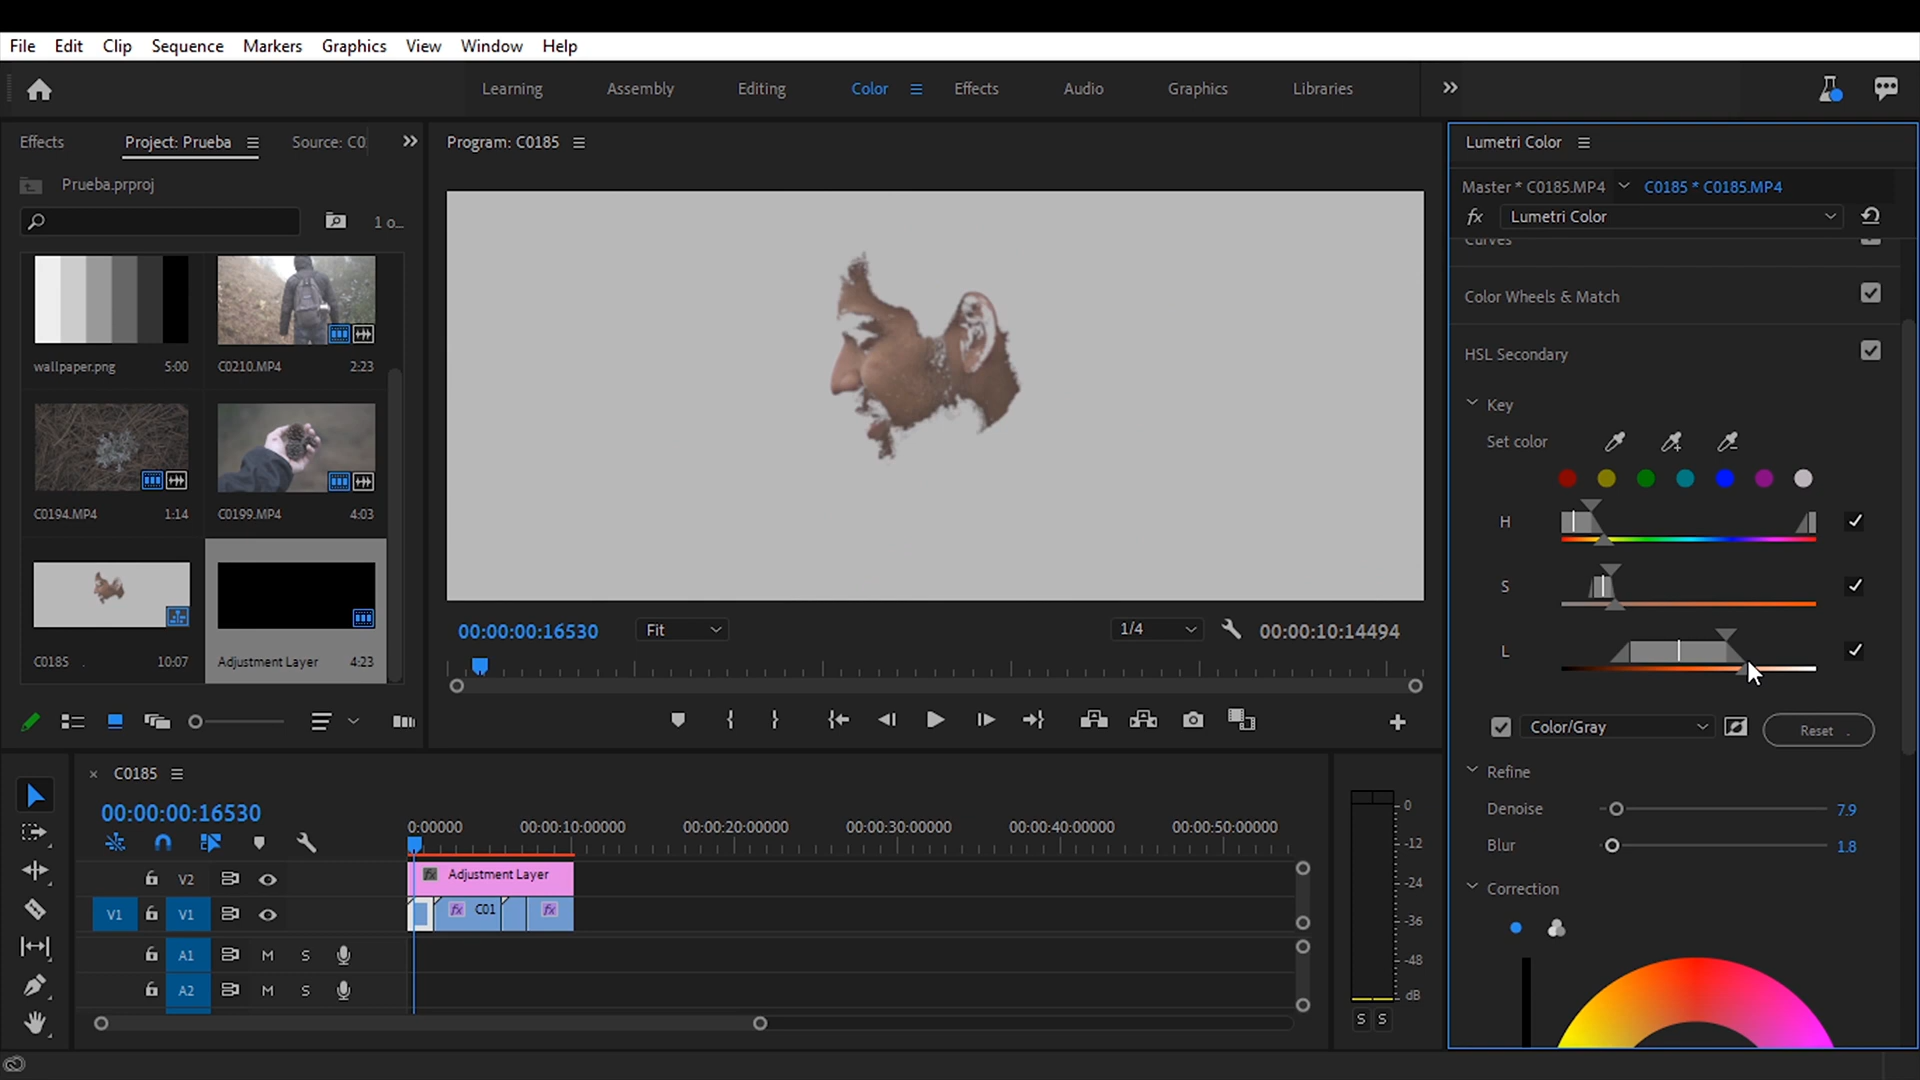 File Edit Clip Sequence Markers Graphics View Window Help
Learning Assembly Editing Color Effects Audio Graphics Libraries
Effects Project: Prueba Source: C0
Prueba.prproj
1 o...
wallpaper.png 5:00
C0210.MP4 2:23
C0194.MP4 1:14
C0199.MP4 4:03
C0185 10:07
Adjustment Layer 4:23
Program: C0185
00:00:00:16530 Fit 1/4 00:00:10:14494
Lumetri Color
Master * C0185.MP4 C0185 * C0185.MP4
fx Lumetri Color
Curves
Color Wheels & Match
HSL Secondary
Key
Set color
H
S
L
Color/Gray Reset
Refine
Denoise 7.9
Blur 1.8
Correction
C0185
00:00:00:16530
0:00000 00:00:10:00000 00:00:20:00000 00:00:30:00000 00:00:40:00000 00:00:50:00000
V2 fx Adjustment Layer
V1 V1 fx C01 fx
A1 M S
A2 M S
0
-12
-24
-36
-48
dB
S S